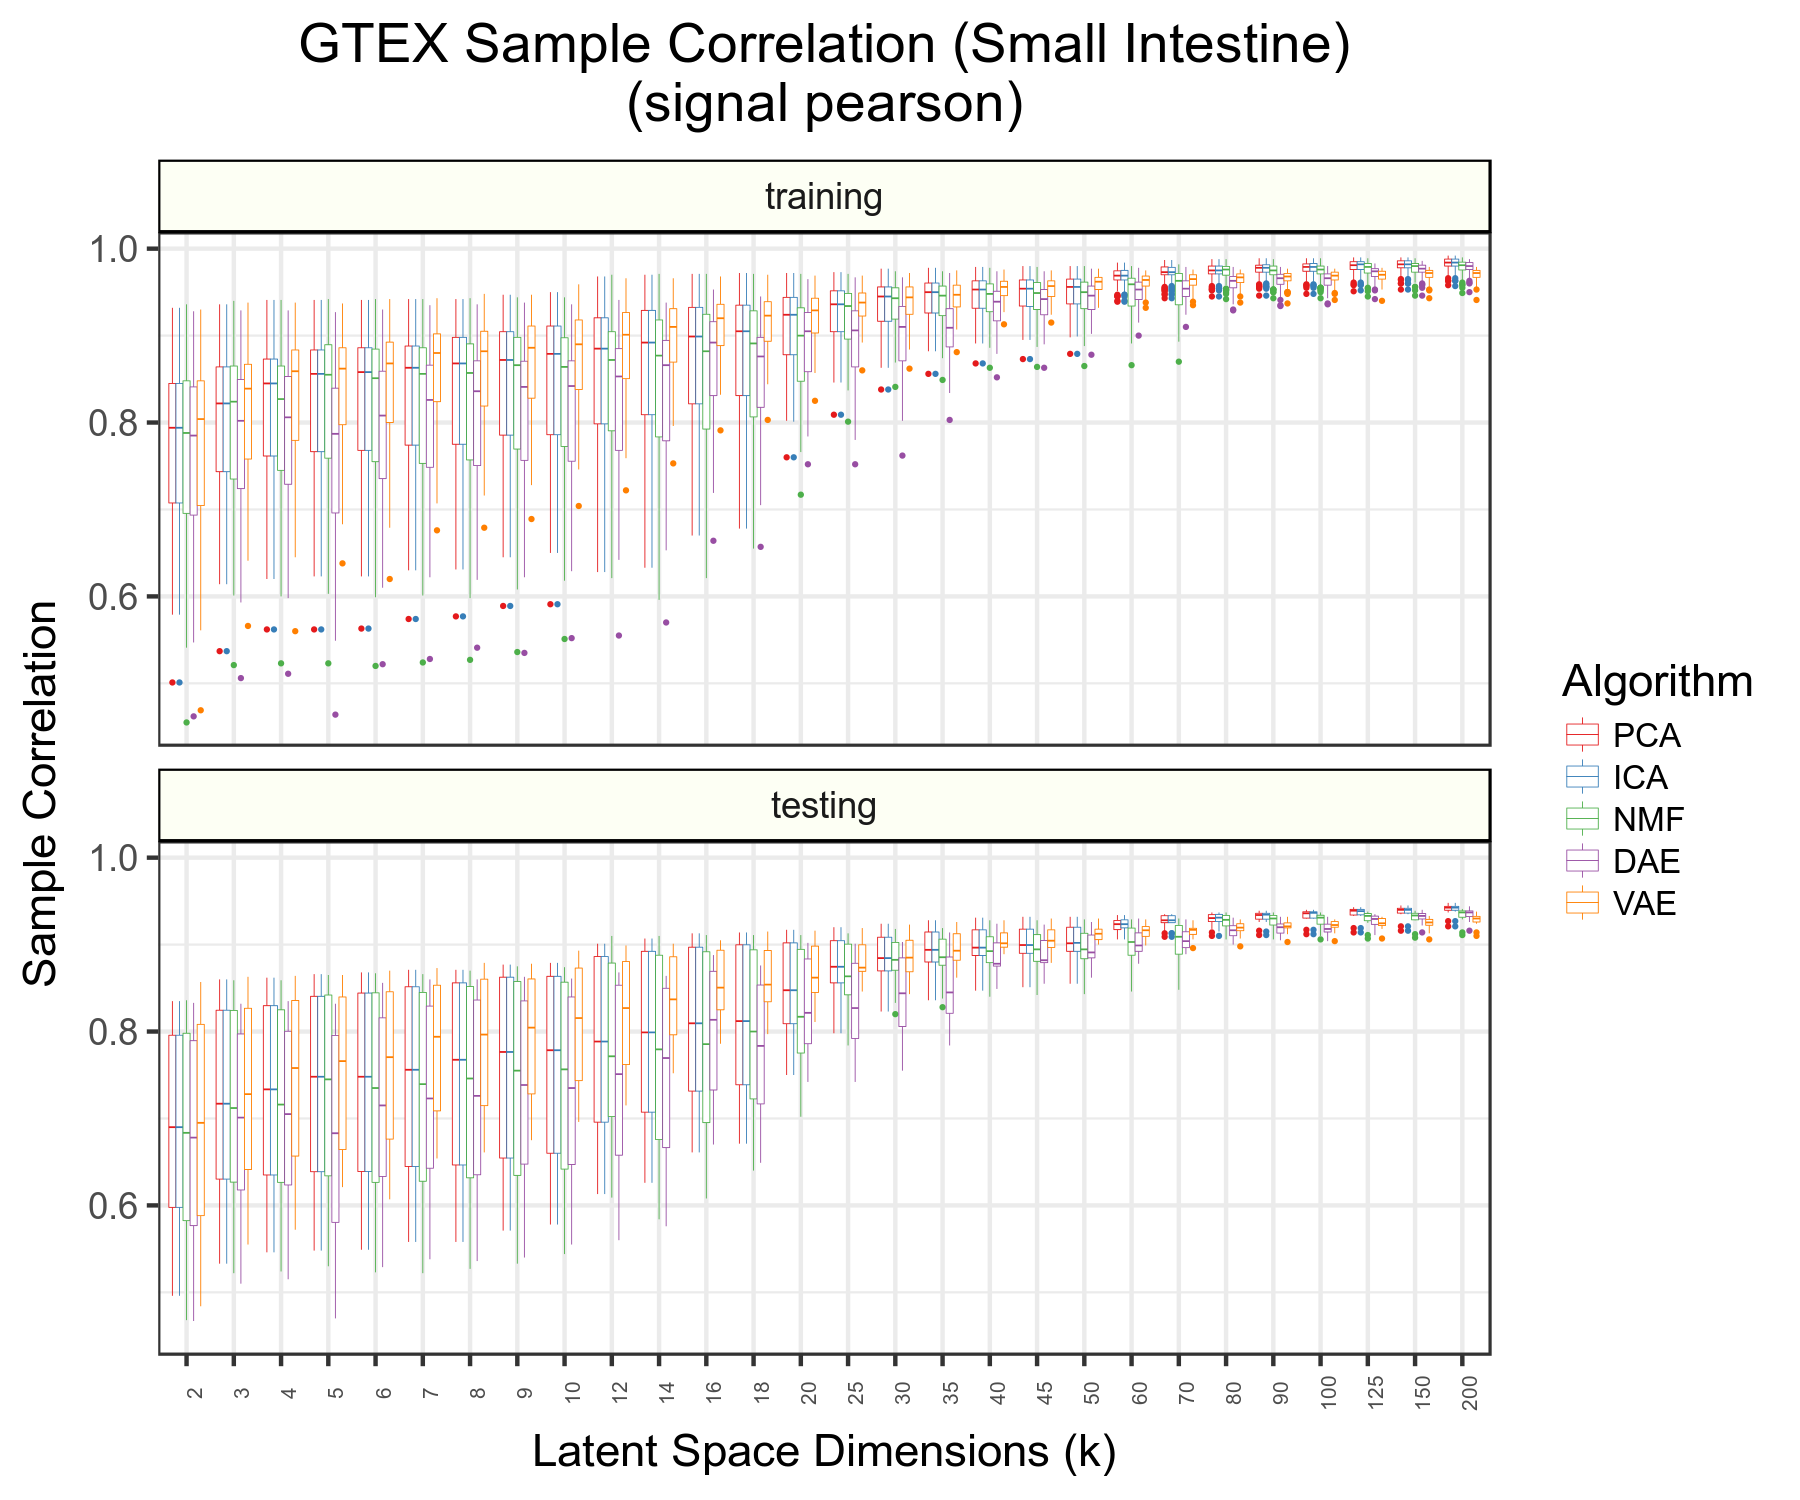 GTEX Sample Correlation (Small Intestine)
(signal pearson)
training
1.0
0.8
0.6
testing
1.0
0.8
0.6
Sample Correlation
2 3 4 5 6 7 8 9 10 12 14 16 18 20 25 30 35 40 45 50 60 70 80 90 100 125 150 200
Latent Space Dimensions (k)
Algorithm
PCA
ICA
NMF
DAE
VAE